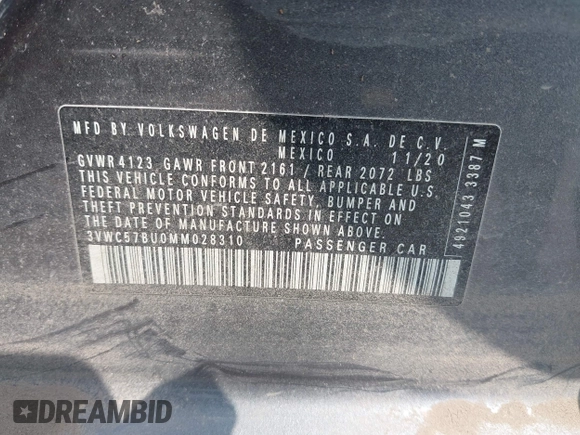 MFD BY. VOLKSWAGEN DE MEXICO S.A. DE C.V.
MEXICO 11/20
GVWR 4123 GAWR FRONT 2161 / REAR 2072 LBS
THIS VEHICLE CONFORMS TO ALL APPLICABLE U.S.
FEDERAL MOTOR VEHICLE SAFETY, BUMPER AND
THEFT PREVENTION STANDARDS IN EFFECT ON
THE DATE OF MANUFACTURE SHOWN ABOVE.
3VWC57BU0MM028310 PASSENGER CAR
4921043 3387 M
DREAMBID